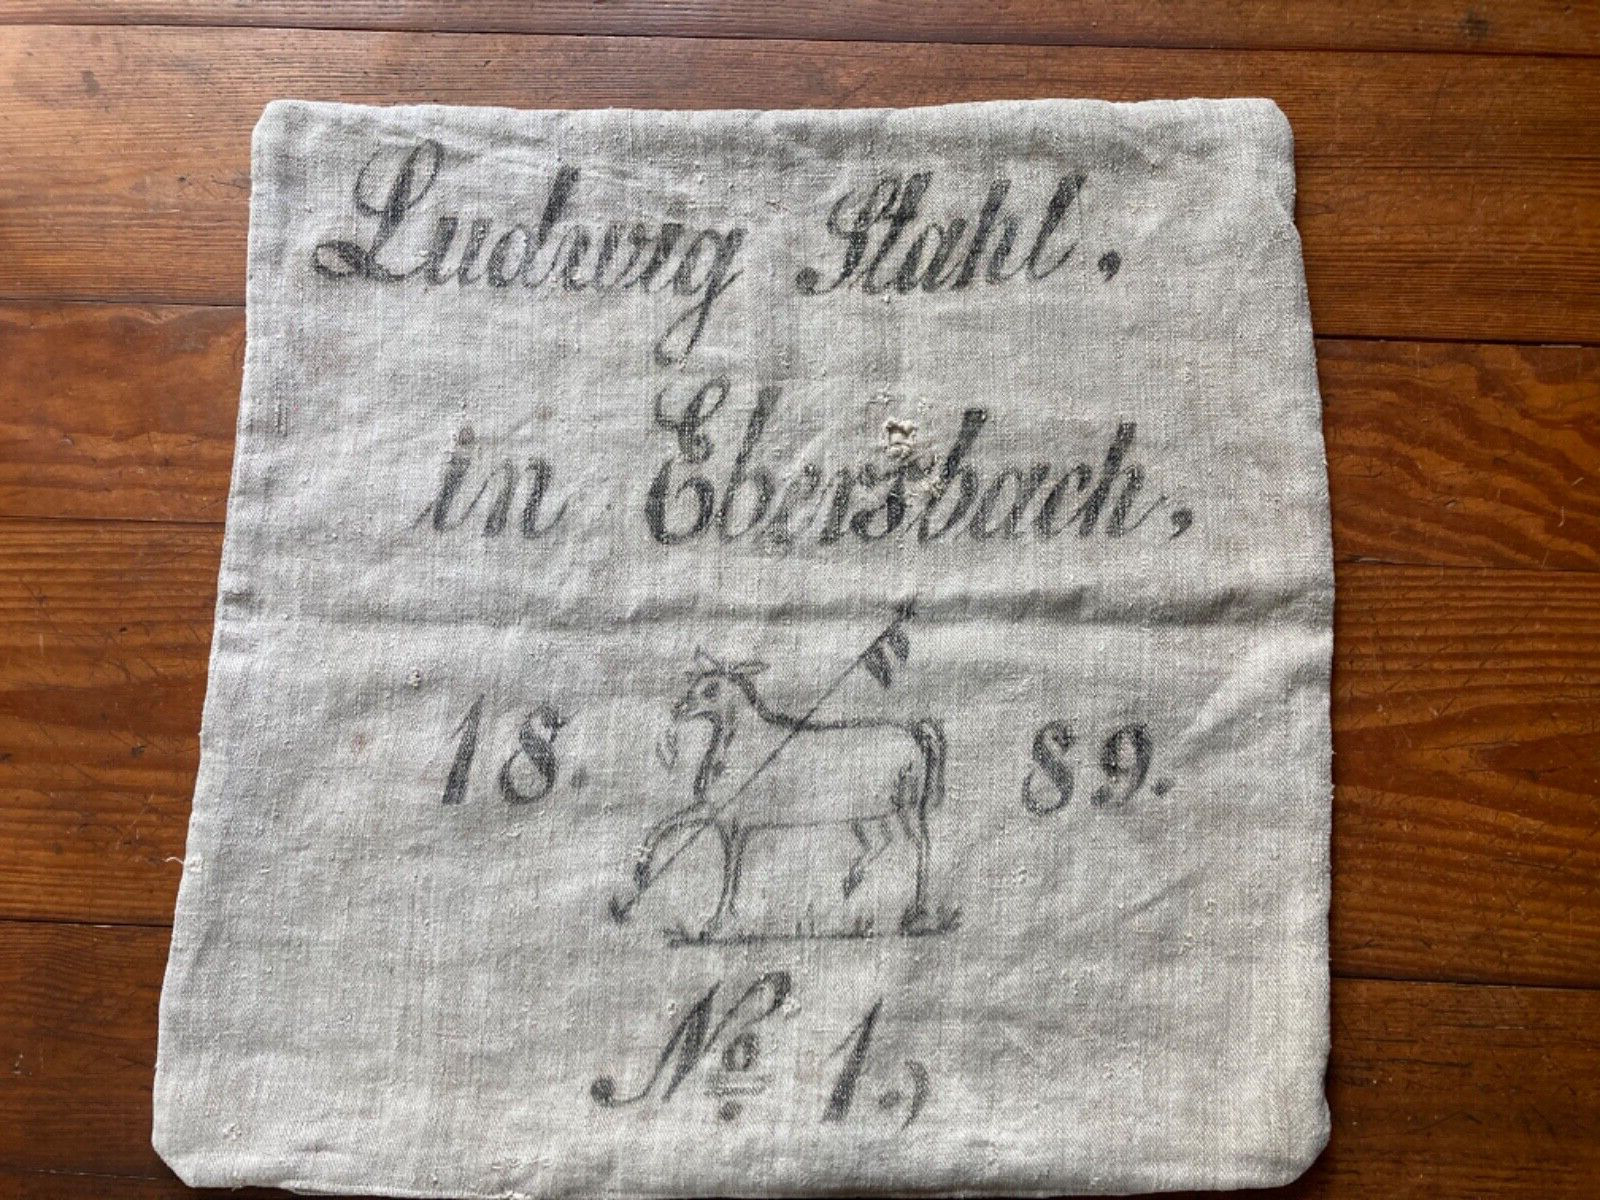 Ludwig Stahl,
in Ebersbach,
18. 89.
No 1.,